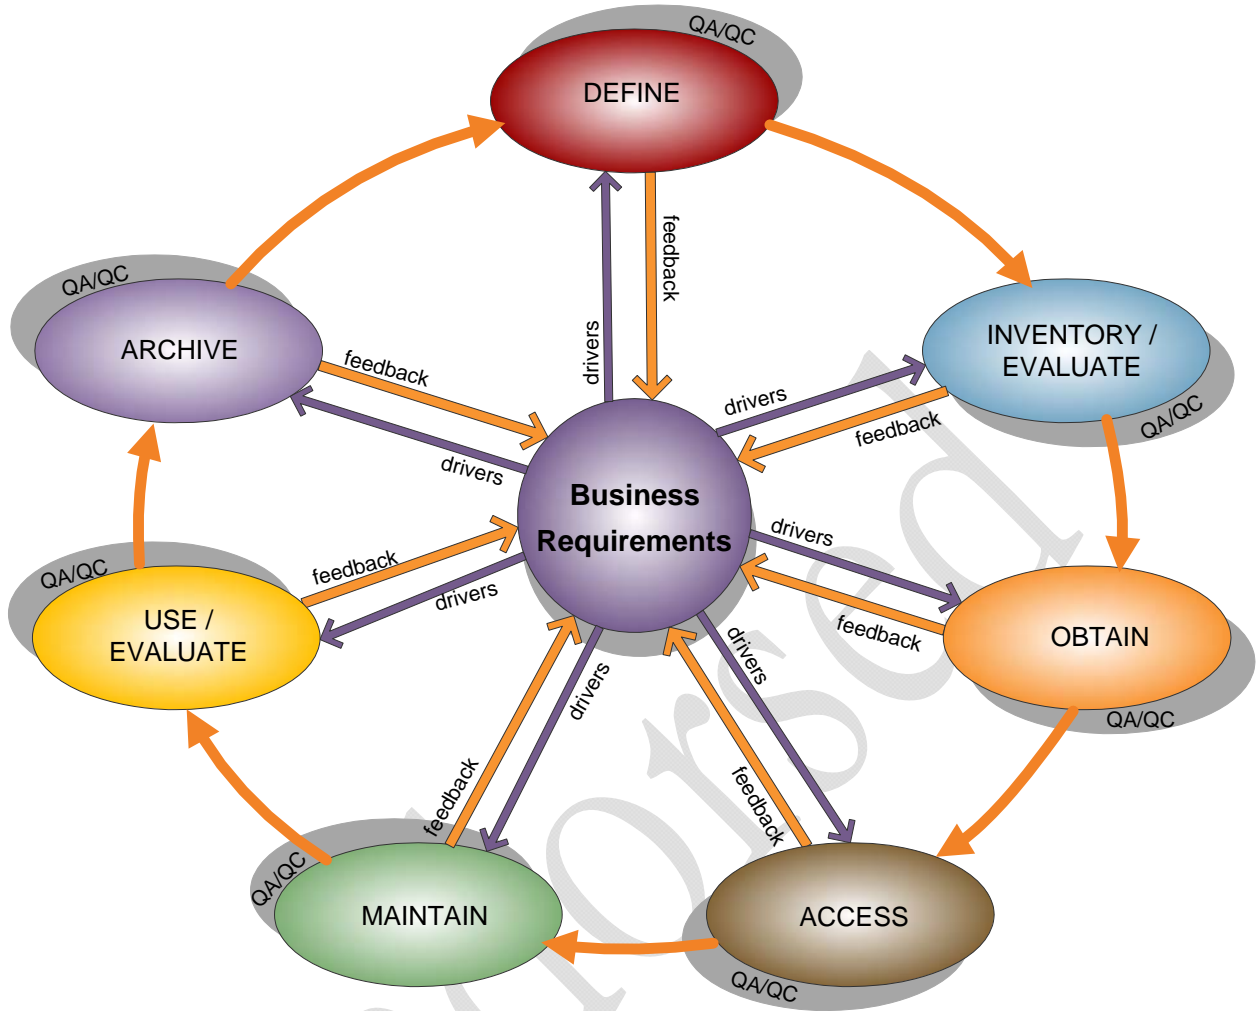 QA/QC
DEFINE
feedback
drivers
QA/QC
ARCHIVE
feedback
drivers
INVENTORY /
EVALUATE
QA/QC
drivers
feedback
Business
Requirements
drivers
feedback
OBTAIN
QA/QC
QA/QC
USE /
EVALUATE
feedback
drivers
drivers
feedback
QA/QC
MAINTAIN
drivers
feedback
ACCESS
QA/QC
orsed